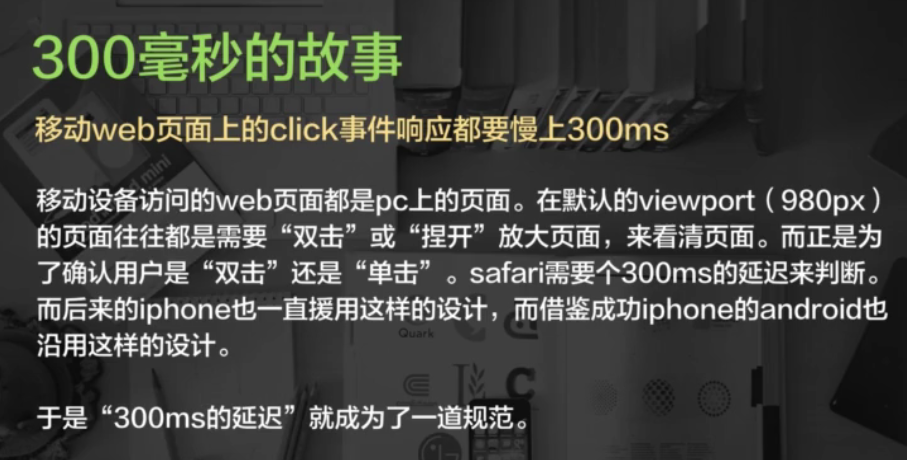 300毫秒的故事
移动web页面上的click事件响应都要慢上300ms
移动设备访问的web页面都是pc上的页面。在默认的viewport（980px）
的页面往往都是需要“双击”或“捏开”放大页面，来看清页面。而正是为
了确认用户是“双击”还是“单击”。safari需要个300ms的延迟来判断。
而后来的iphone也一直援用这样的设计，而借鉴成功iphone的android也
沿用这样的设计。
Quark
LG
于是“300ms的延迟”就成为了一道规范。